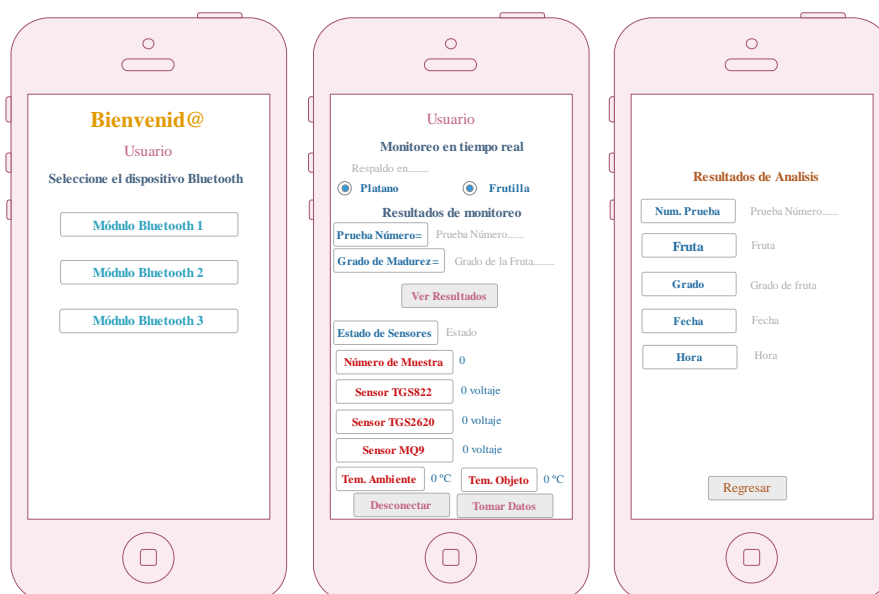 Bienvenid@
Usuario
Seleccione el dispotivo Bluetooth
Módulo Bluetooth 1
Módulo Bluetooth 2
Módulo Bluetooth 3
Usuario
Monitoreo en tiempo real
Respaldo en........
Platano Frutilla
Resultados de monitoreo
Prueba Número= Prueba Número......
Grado de Madurez= Grado de la Fruta........
Ver Resultados
Estado de Sensores Estado
Número de Muestra 0
Sensor TGS822 0 voltaje
Sensor TGS2620 0 voltaje
Sensor MQ9 0 voltaje
Tem. Ambiente 0 ºC Tem. Objeto 0 ºC
Desconectar Tomar Datos
Resultados de Analisis
Num. Prueba Prueba Número......
Fruta Fruta
Grado Grado de fruta
Fecha Fecha
Hora Hora
Regresar